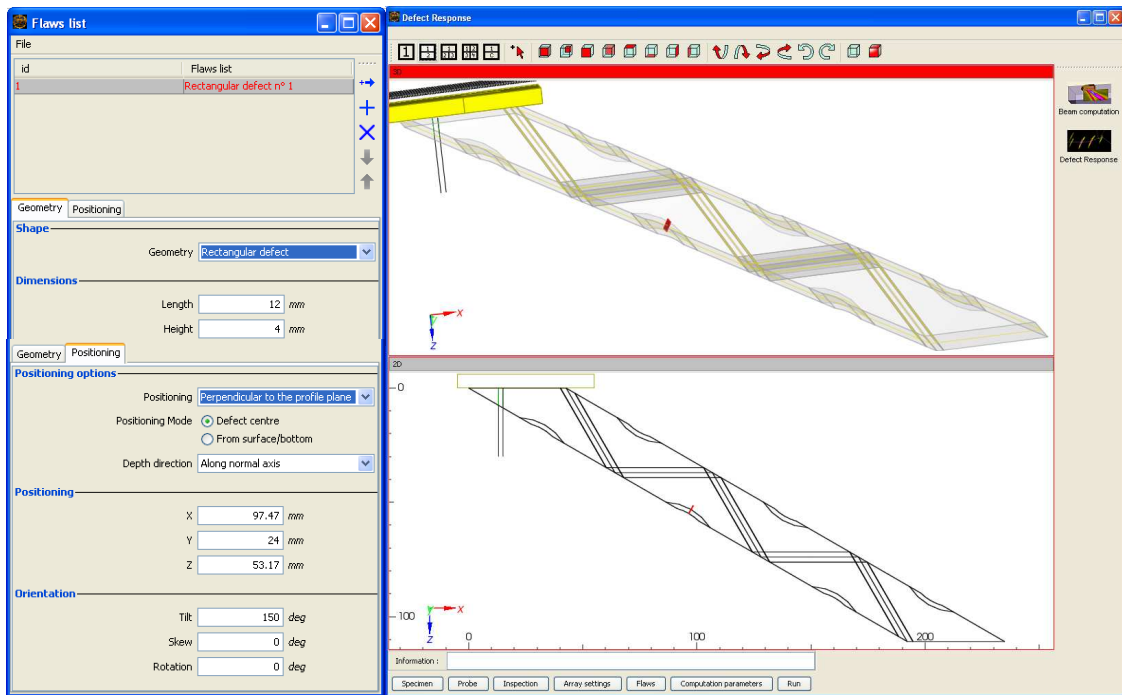 Flaws list
File
id Flaws list
1 Rectangular defect n° 1
Geometry Positioning
Shape
Geometry Rectangular defect
Dimensions
Length 12 mm
Height 4 mm
Geometry Positioning
Positioning options
Positioning Perpendicular to the profile plane
Positioning Mode Defect centre
From surface/bottom
Depth direction Along normal axis
Positioning
X 97.47 mm
Y 24 mm
Z 53.17 mm
Orientation
Tilt 150 deg
Skew 0 deg
Rotation 0 deg
Defect Response
3D
X
Y
Z
Beam computation
Defect Response
2D
0
100
0 100 200
Y X
Z
Information :
Specimen Probe Inspection Array settings Flaws Computation parameters Run